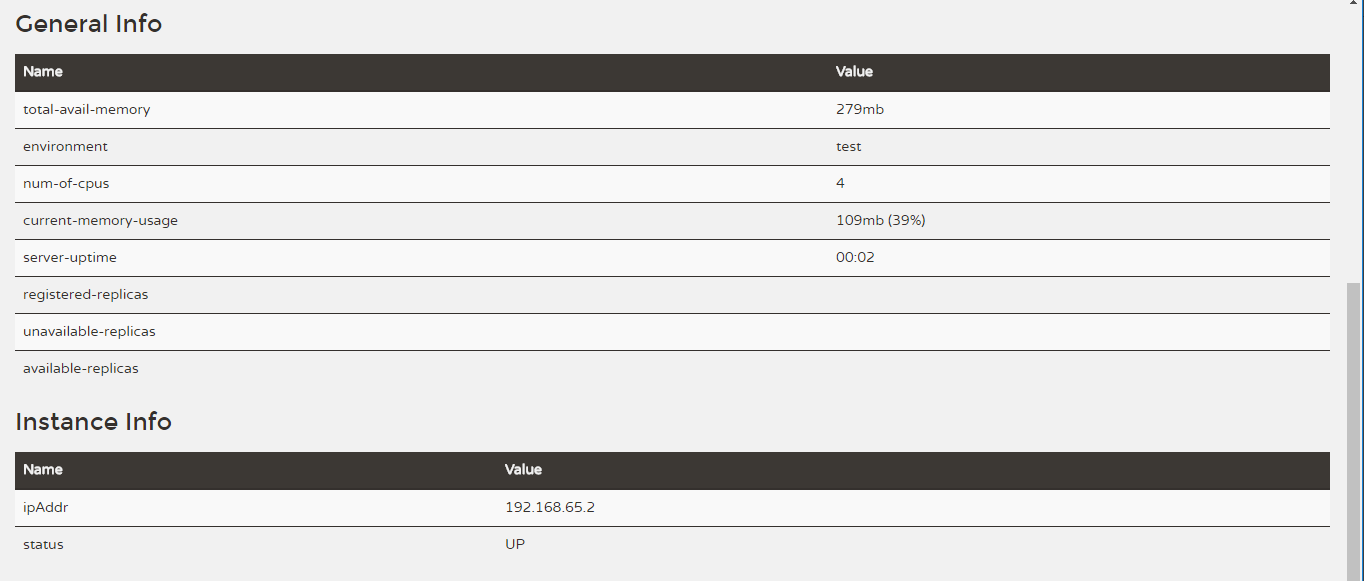 General Info
Name Value
total-avail-memory 279mb
environment test
num-of-cpus 4
current-memory-usage 109mb (39%)
server-uptime 00:02
registered-replicas
unavailable-replicas
available-replicas
Instance Info
Name Value
ipAddr 192.168.65.2
status UP